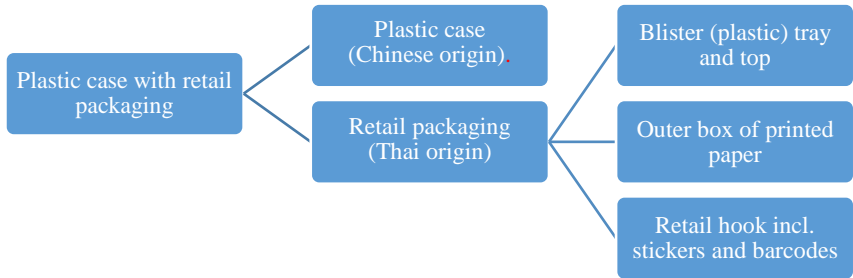 Plastic case with retail
packaging
Plastic case
(Chinese origin).
Retail packaging
(Thai origin)
Blister (plastic) tray
and top
Outer box of printed
paper
Retail hook incl.
stickers and barcodes